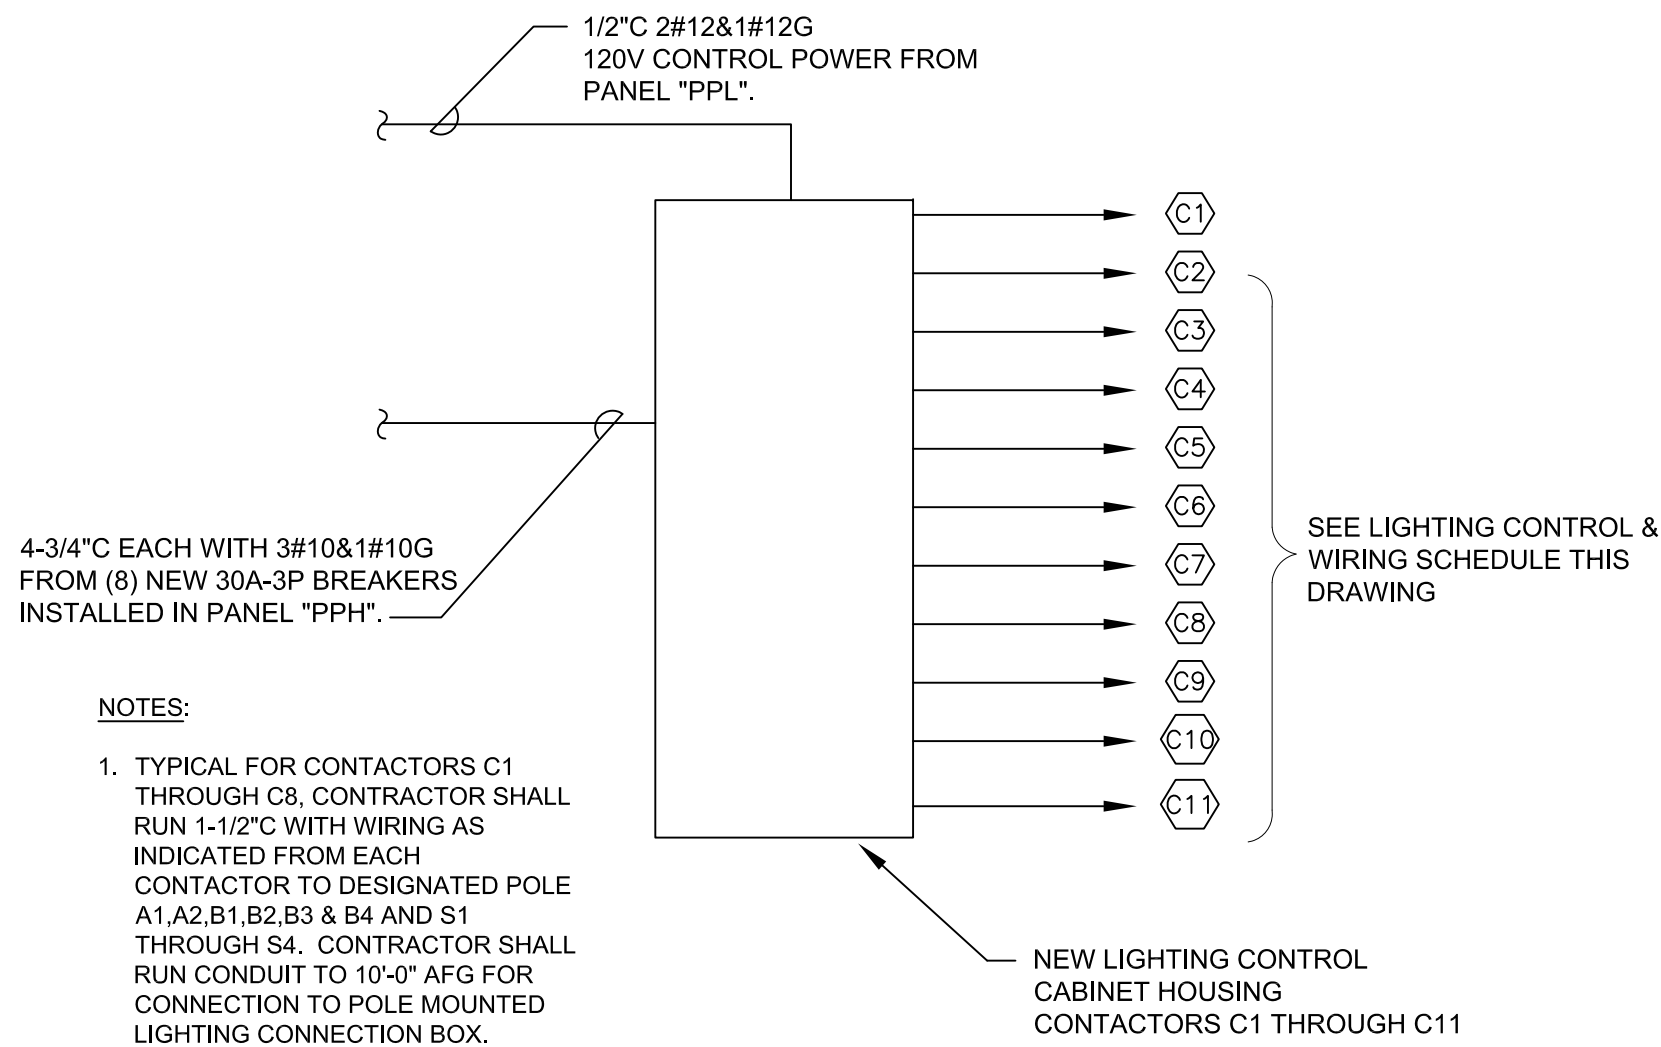 1/2"C 2#12&1#12G
120V CONTROL POWER FROM
PANEL "PPL".
C1
C2
C3
C4
C5
C6
C7
C8
C9
C10
C11
SEE LIGHTING CONTROL &
WIRING SCHEDULE THIS
DRAWING
4-3/4"C EACH WITH 3#10&1#10G
FROM (8) NEW 30A-3P BREAKERS
INSTALLED IN PANEL "PPH".
NOTES:
1. TYPICAL FOR CONTACTORS C1
THROUGH C8, CONTRACTOR SHALL
RUN 1-1/2"C WITH WIRING AS
INDICATED FROM EACH
CONTACTOR TO DESIGNATED POLE
A1,A2,B1,B2,B3 & B4 AND S1
THROUGH S4. CONTRACTOR SHALL
RUN CONDUIT TO 10'-0" AFG FOR
CONNECTION TO POLE MOUNTED
LIGHTING CONNECTION BOX.
NEW LIGHTING CONTROL
CABINET HOUSING
CONTACTORS C1 THROUGH C11